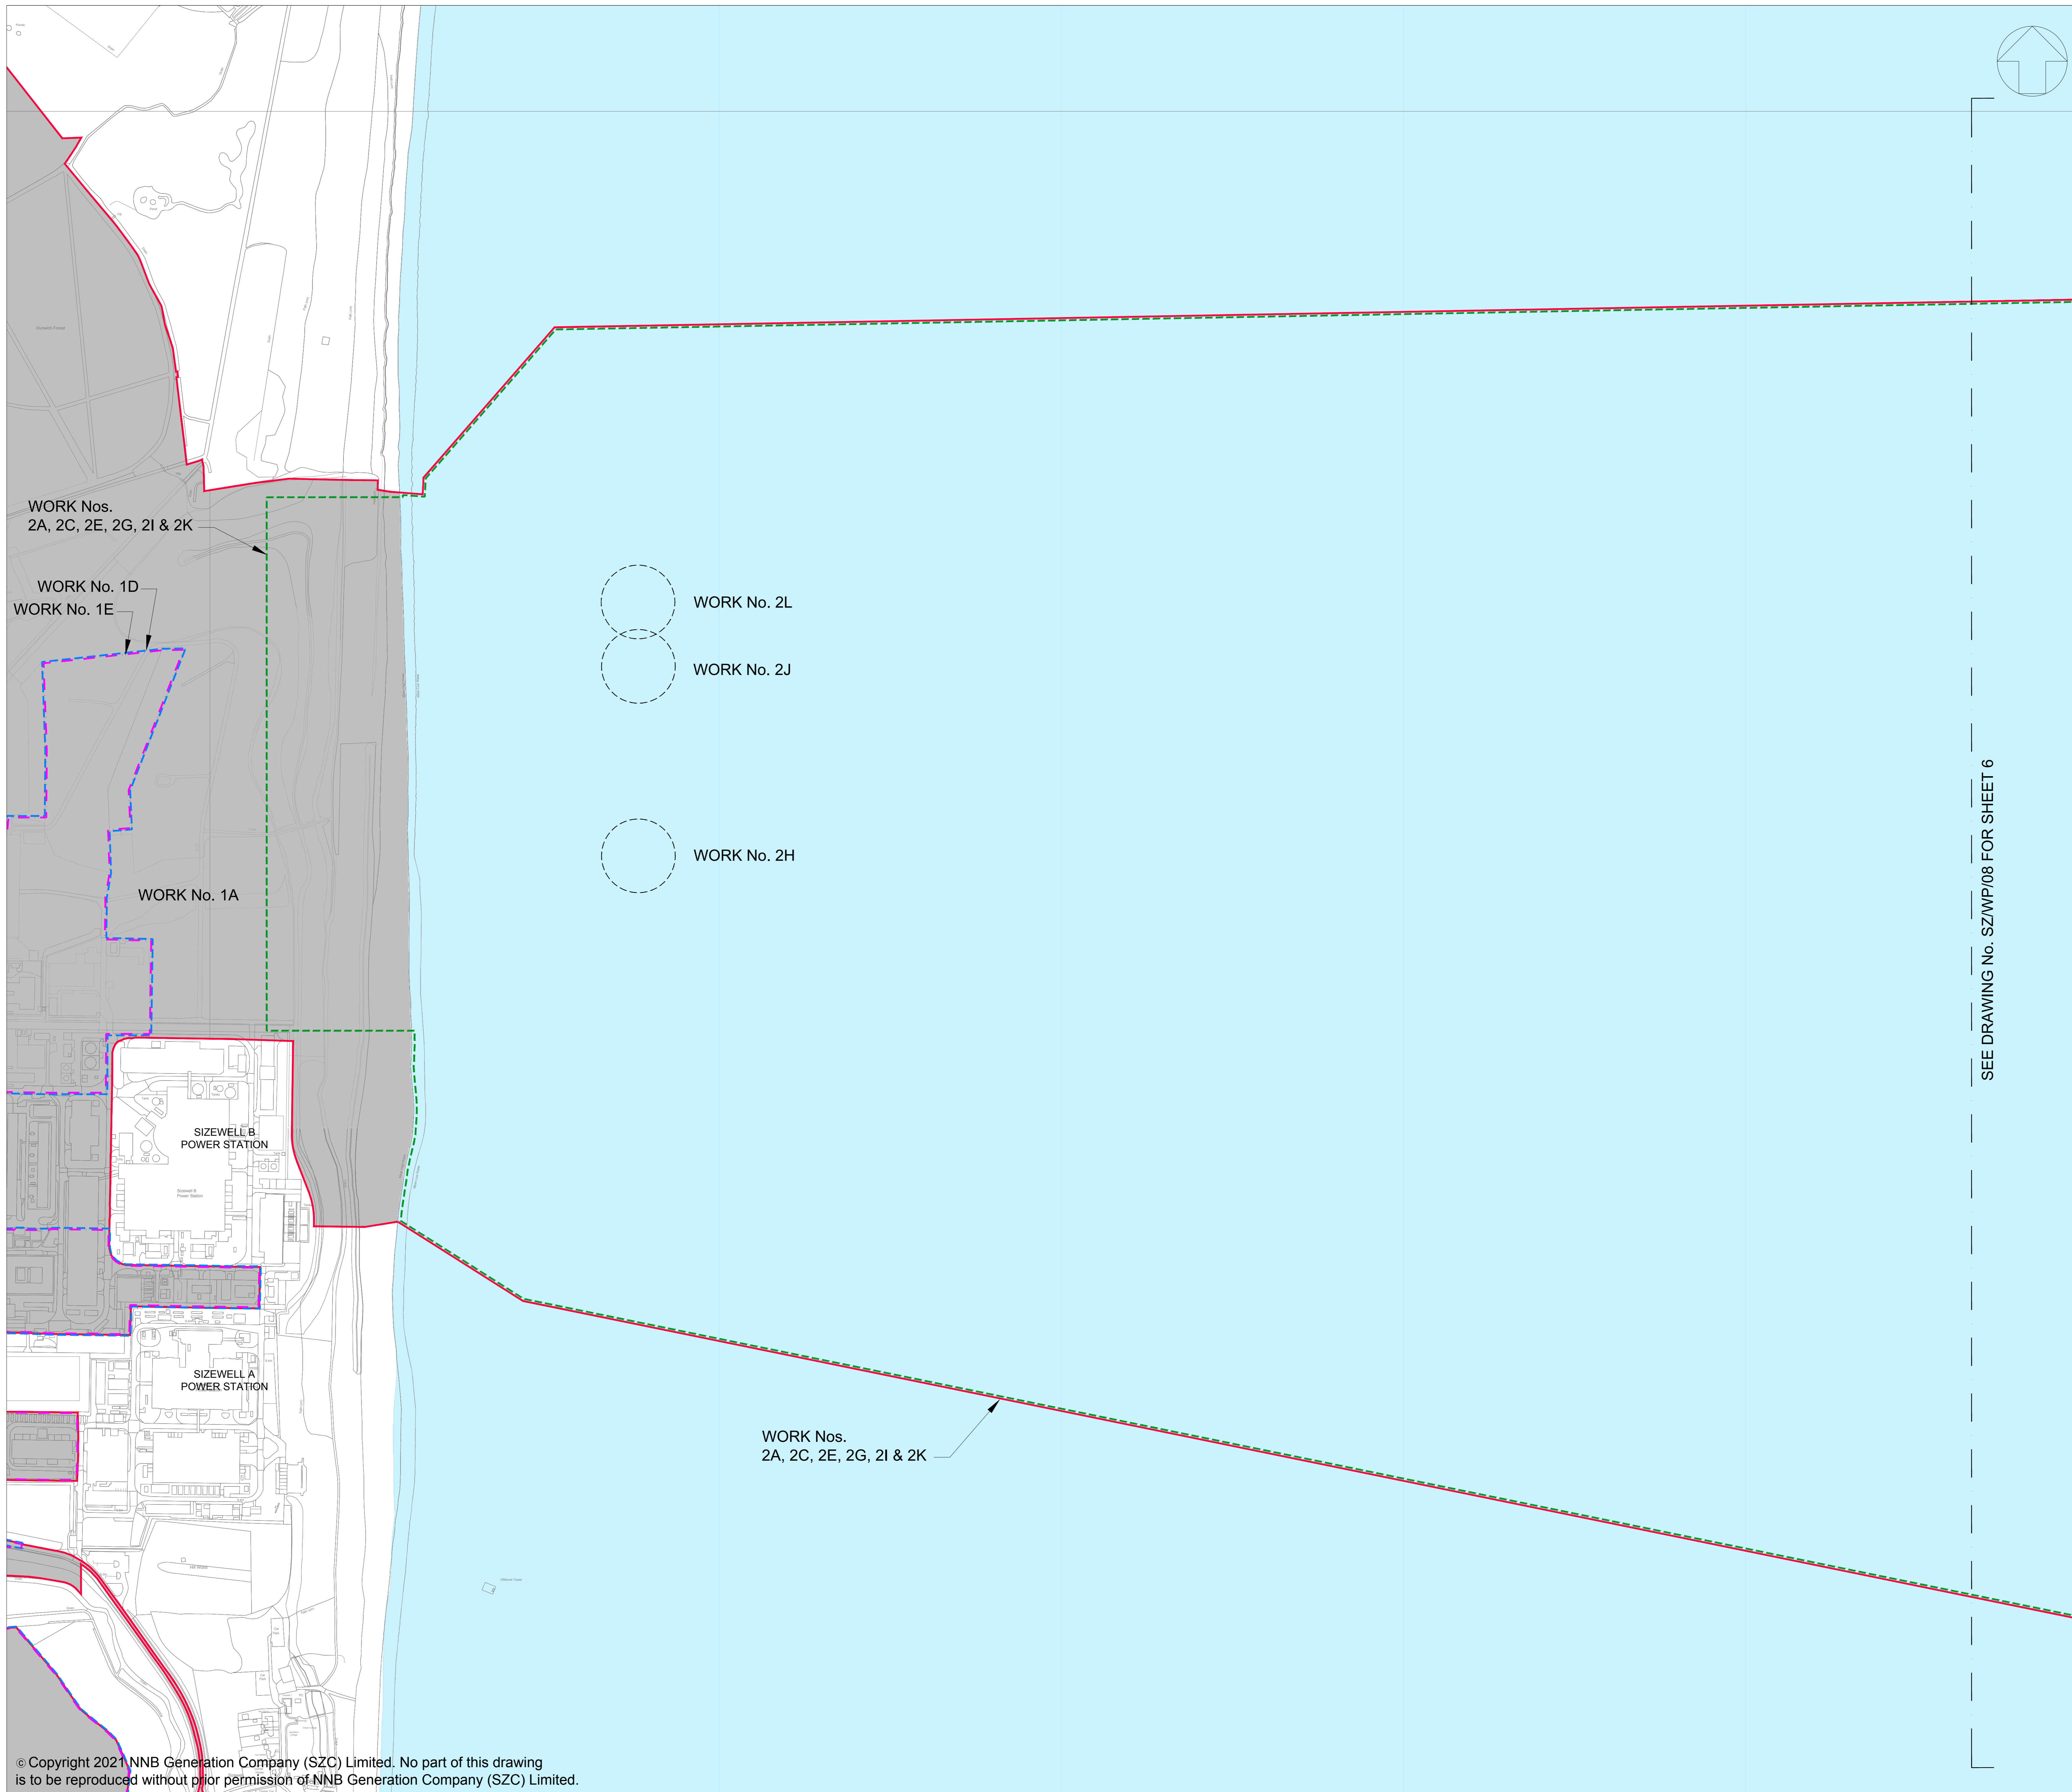 WORK Nos.
2A, 2C, 2E, 2G, 2I & 2K
WORK No. 1D
WORK No. 1E
WORK No. 2L
WORK No. 2J
WORK No. 2H
WORK No. 1A
SEE DRAWING No. SZ/WP/08 FOR SHEET 6
SIZEWELL B
POWER STATION
Sizewell B
Power Station
SIZEWELL A
POWER STATION
WORK Nos.
2A, 2C, 2E, 2G, 2I & 2K
© Copyright 2021 NNB Generation Company (SZC) Limited. No part of this drawing
is to be reproduced without prior permission of NNB Generation Company (SZC) Limited.